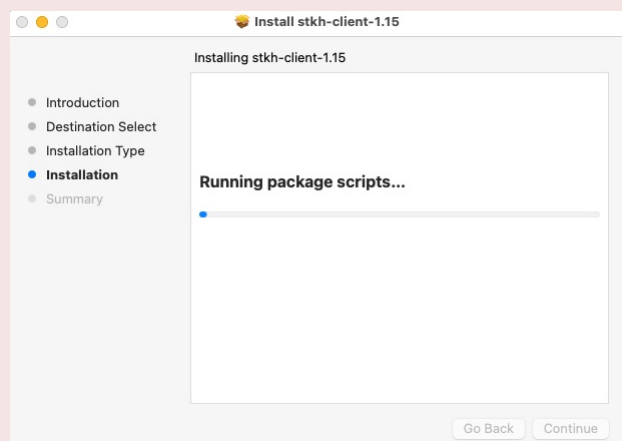 Install stkh-client-1.15
Installing stkh-client-1.15
Introduction
Destination Select
Installation Type
Installation
Summary
Running package scripts...
Go Back
Continue